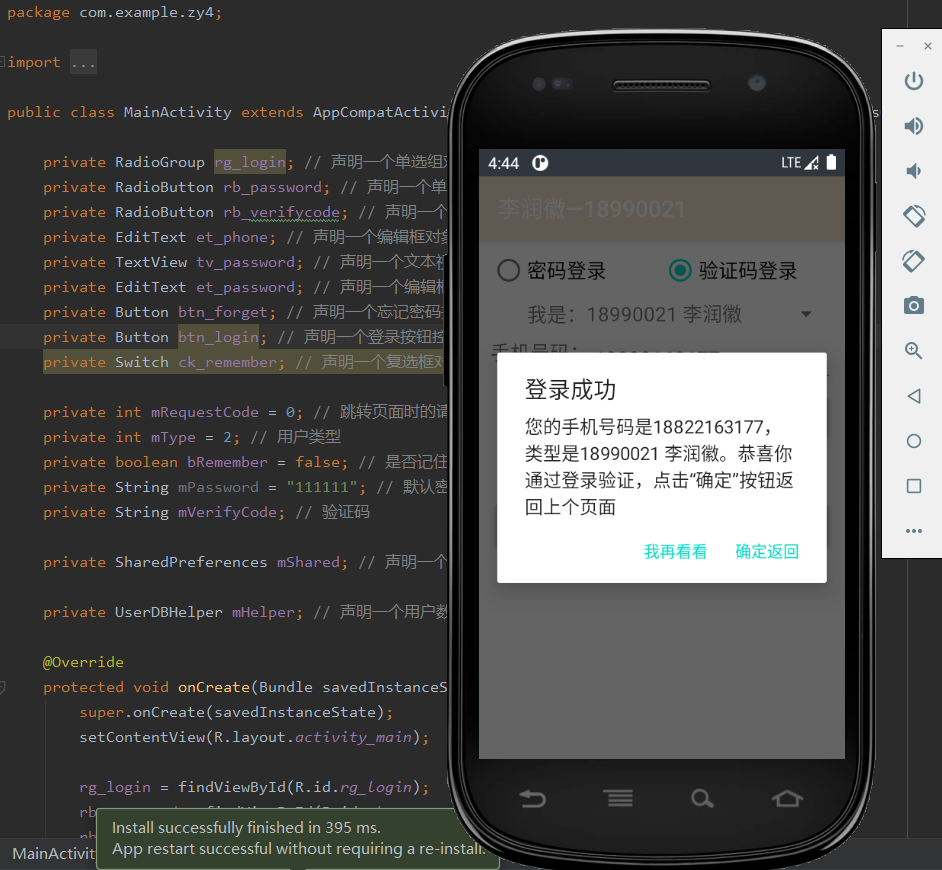 package com.example.zy4;
import ...
public class MainActivity extends AppCompatActivi
private RadioGroup rg_login; // 声明一个单选组
private RadioButton rb_password; // 声明一个单
private RadioButton rb_verifycode; // 声明一个
private EditText et_phone; // 声明一个编辑框对象
private TextView tv_password; // 声明一个文本视
private EditText et_password; // 声明一个编辑框
private Button btn_forget; // 声明一个忘记密码
private Button btn_login; // 声明一个登录按钮控
private Switch ck_remember; // 声明一个复选框对
private int mRequestCode = 0; // 跳转页面时的请
private int mType = 2; // 用户类型
private boolean bRemember = false; // 是否记住
private String mPassword = "111111"; // 默认密
private String mVerifyCode; // 验证码
private SharedPreferences mShared; // 声明一个
private UserDBHelper mHelper; // 声明一个用户数
@Override
protected void onCreate(Bundle savedInstanceS
super.onCreate(savedInstanceState);
setContentView(R.layout.activity_main);
rg_login = findViewById(R.id.rg_login);
Install successfully finished in 395 ms.
App restart successful without requiring a re-install.
MainActivit
4:44
LTE
李润徽—18990021
密码登录
验证码登录
我是：18990021 李润徽
手机号码：
登录成功
您的手机号码是18822163177，
类型是18990021 李润徽。恭喜你
通过登录验证，点击“确定”按钮返
回上个页面
我再看看
确定返回